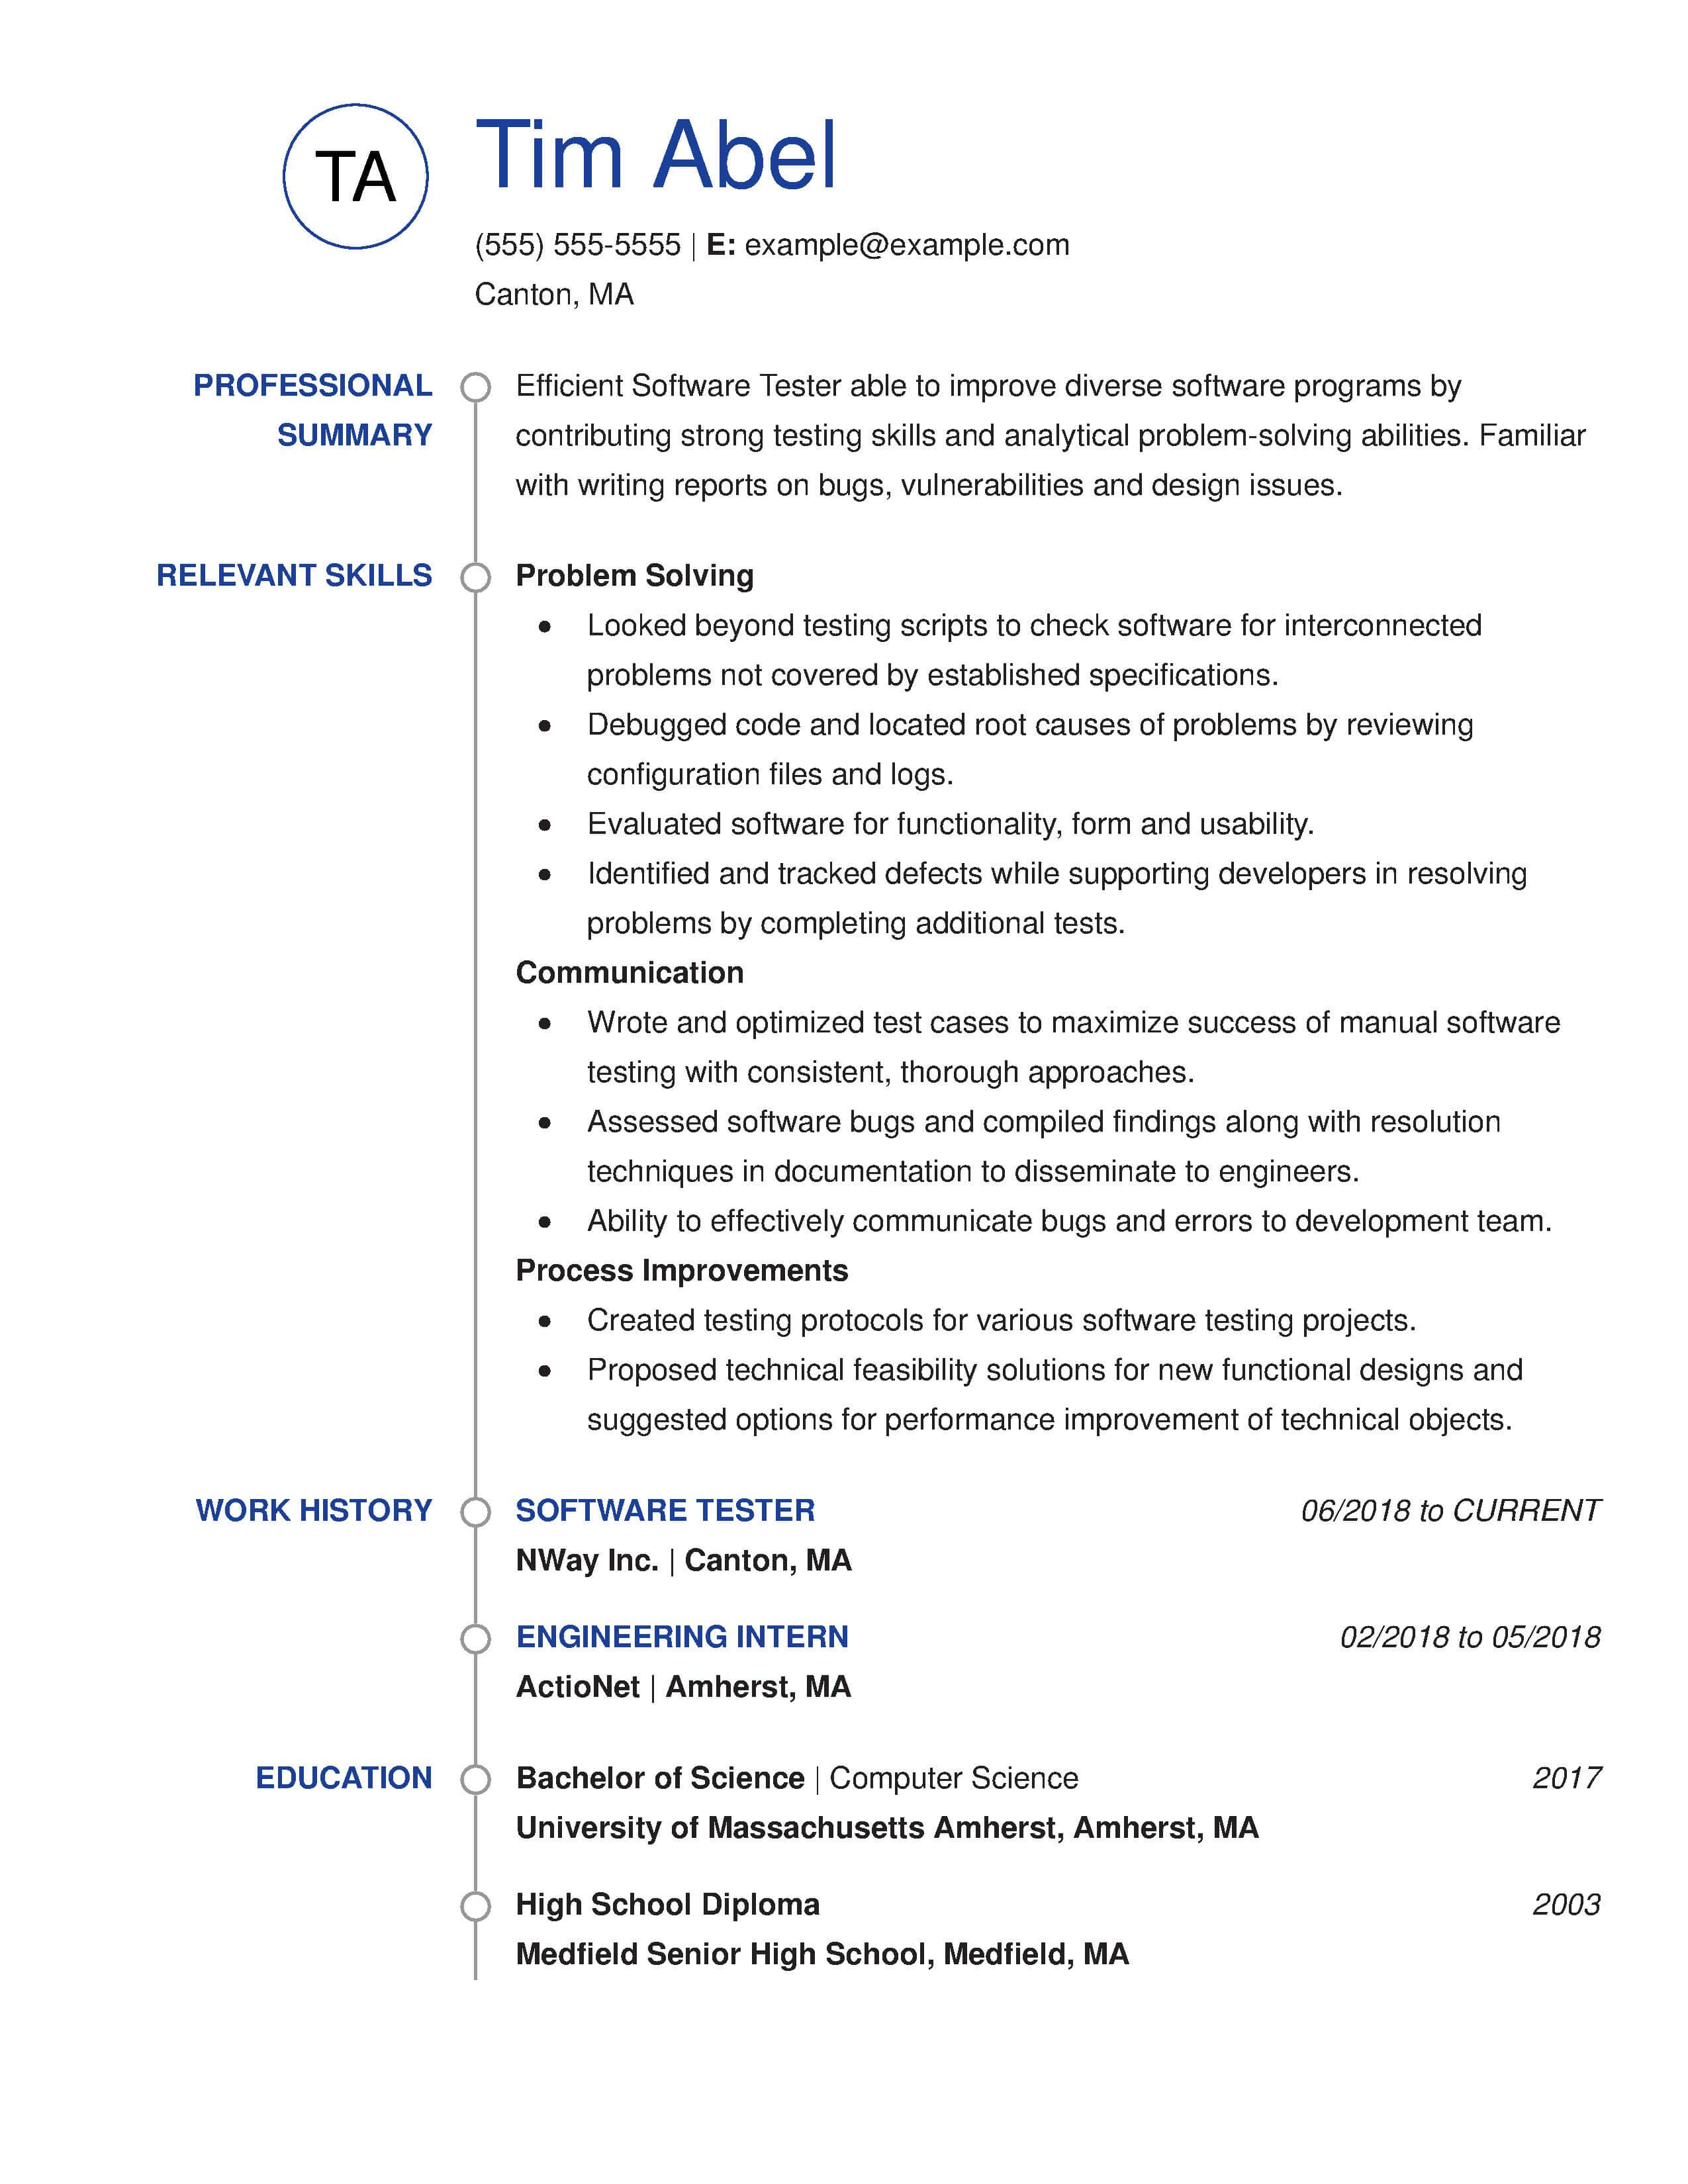 TA
Tim Abel
(555) 555-5555 | E: example@example.com
Canton, MA
PROFESSIONAL
SUMMARY
Efficient Software Tester able to improve diverse software programs by
contributing strong testing skills and analytical problem-solving abilities. Familiar
with writing reports on bugs, vulnerabilities and design issues.
RELEVANT SKILLS
Problem Solving
• Looked beyond testing scripts to check software for interconnected
problems not covered by established specifications.
• Debugged code and located root causes of problems by reviewing
configuration files and logs.
• Evaluated software for functionality, form and usability.
• Identified and tracked defects while supporting developers in resolving
problems by completing additional tests.
Communication
• Wrote and optimized test cases to maximize success of manual software
testing with consistent, thorough approaches.
• Assessed software bugs and compiled findings along with resolution
techniques in documentation to disseminate to engineers.
• Ability to effectively communicate bugs and errors to development team.
Process Improvements
• Created testing protocols for various software testing projects.
• Proposed technical feasibility solutions for new functional designs and
suggested options for performance improvement of technical objects.
WORK HISTORY
SOFTWARE TESTER 06/2018 to CURRENT
NWay Inc. | Canton, MA
ENGINEERING INTERN 02/2018 to 05/2018
ActioNet | Amherst, MA
EDUCATION
Bachelor of Science | Computer Science 2017
University of Massachusetts Amherst, Amherst, MA
High School Diploma 2003
Medfield Senior High School, Medfield, MA